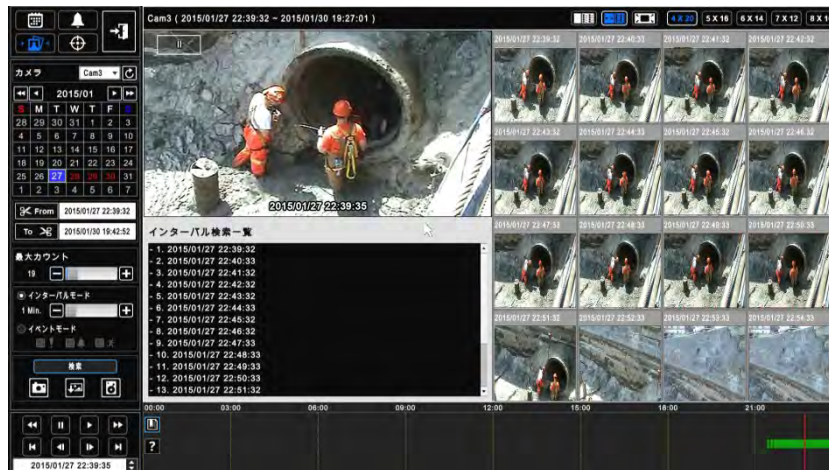 Cam3 ( 2015/01/27 22:39:32 ~ 2015/01/30 19:27:01 )
4 X 20 5 X 16 6 X 14 7 X 12 8 X 1
カメラ Cam3
2015/01
S M T W T F S
28 29 30 31 1 2 3
4 5 6 7 8 9 10
11 12 13 14 15 16 17
18 19 20 21 22 23 24
25 26 27 28 29 30 31
1 2 3 4 5 6 7
From 2015/01/27 22:39:32
To 2015/01/30 19:42:52
最大カウント
19
インターバルモード
1 Min.
イベントモード
検索
2015/01/27 22:39:35
2015/01/27 22:39:35
インターバル検索一覧
- 1. 2015/01/27 22:39:32
- 2. 2015/01/27 22:40:33
- 3. 2015/01/27 22:41:32
- 4. 2015/01/27 22:42:32
- 5. 2015/01/27 22:43:32
- 6. 2015/01/27 22:44:33
- 7. 2015/01/27 22:45:32
- 8. 2015/01/27 22:46:32
- 9. 2015/01/27 22:47:33
- 10. 2015/01/27 22:48:33
- 11. 2015/01/27 22:49:33
- 12. 2015/01/27 22:50:33
- 13. 2015/01/27 22:51:32
2015/01/27 22:39:32 2015/01/27 22:40:33 2015/01/27 22:41:32 2015/01/27 22:42:32
2015/01/27 22:43:32 2015/01/27 22:44:33 2015/01/27 22:45:32 2015/01/27 22:46:32
2015/01/27 22:47:33 2015/01/27 22:48:33 2015/01/27 22:49:33 2015/01/27 22:50:33
2015/01/27 22:51:32 2015/01/27 22:52:33 2015/01/27 22:53:33 2015/01/27 22:54:33
00:00 03:00 06:00 09:00 12:00 15:00 18:00 21:00
?